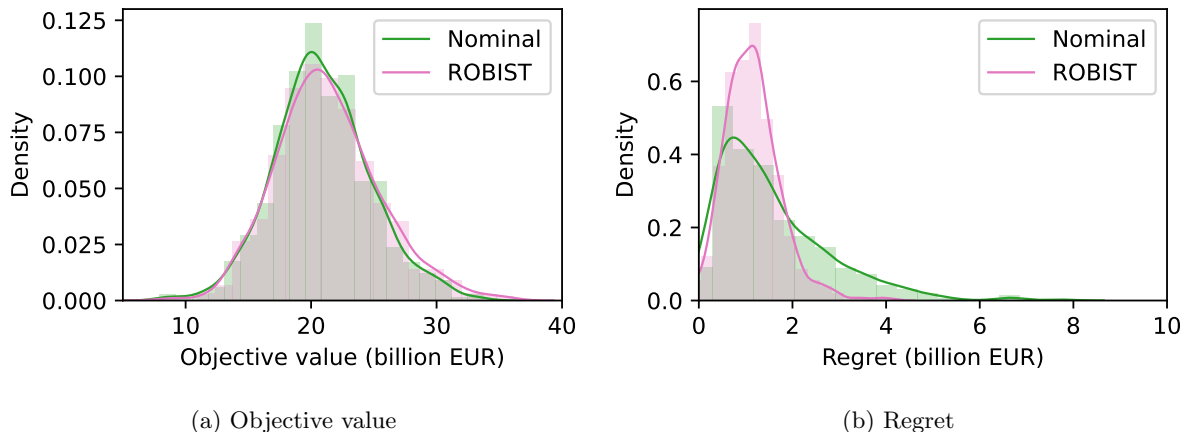 0.125
0.100
0.075
0.050
0.025
0.000
Density
10 20 30 40
Objective value (billion EUR)
Nominal
ROBIST
(a) Objective value
0.6
0.4
0.2
0.0
Density
0 2 4 6 8 10
Regret (billion EUR)
Nominal
ROBIST
(b) Regret